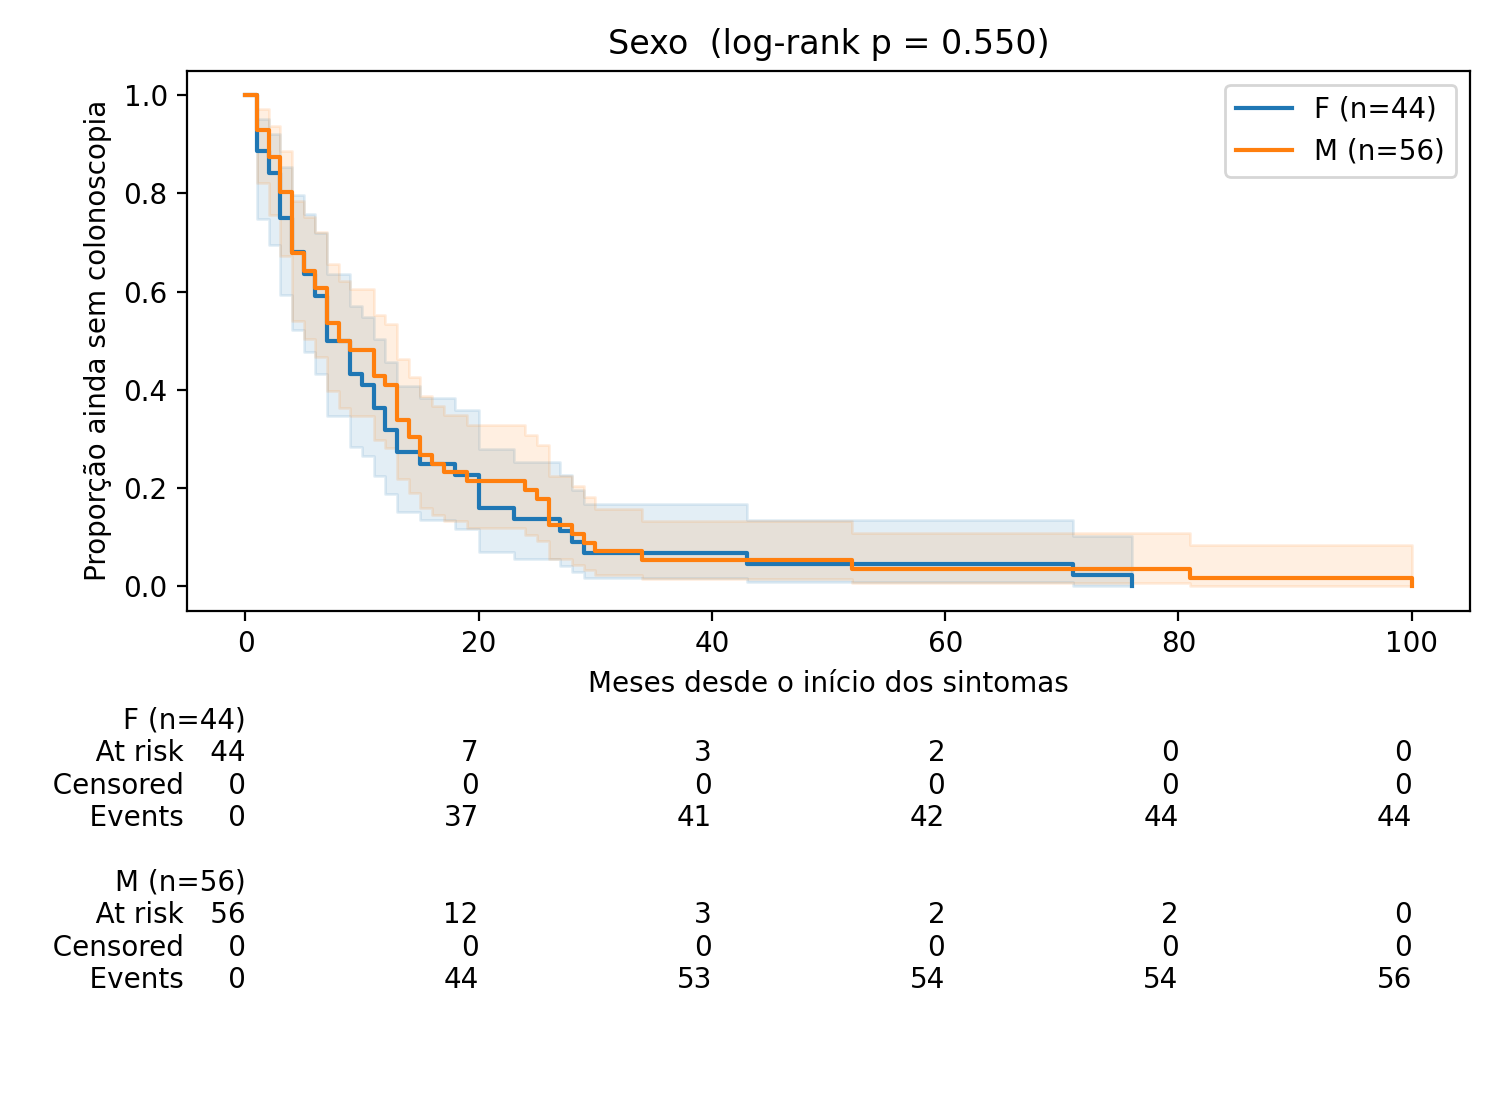 Sexo  (log-rank p = 0.550)
Proporção ainda sem colonoscopia
1.0
0.8
0.6
0.4
0.2
0.0
F (n=44)
M (n=56)
0 20 40 60 80 100
Meses desde o início dos sintomas
F (n=44)
At risk 44 7 3 2 0 0
Censored 0 0 0 0 0 0
Events 0 37 41 42 44 44
M (n=56)
At risk 56 12 3 2 2 0
Censored 0 0 0 0 0 0
Events 0 44 53 54 54 56